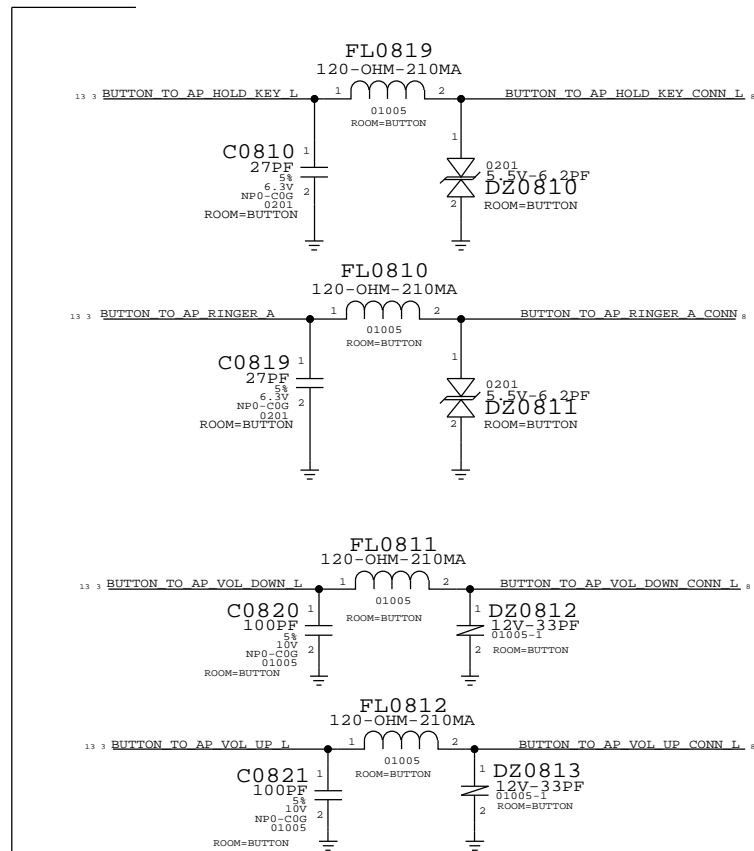 FL0819
120-OHM-210MA
13 3 BUTTON_TO_AP_HOLD_KEY_L 1 2 BUTTON_TO_AP_HOLD_KEY_CONN_L 8
01005
ROOM=BUTTON
1
C0810 1
27PF
5%
6.3V
NP0-C0G 2
0201
ROOM=BUTTON
0201
5.5V-6.2PF
DZ0810
2 ROOM=BUTTON
FL0810
120-OHM-210MA
13 3 BUTTON_TO_AP_RINGER_A 1 2 BUTTON_TO_AP_RINGER_A_CONN 8
01005
ROOM=BUTTON
1
C0819 1
27PF
5%
6.3V
NP0-C0G 2
0201
ROOM=BUTTON
0201
5.5V-6.2PF
DZ0811
2 ROOM=BUTTON
FL0811
120-OHM-210MA
13 3 BUTTON_TO_AP_VOL_DOWN_L 1 2 BUTTON_TO_AP_VOL_DOWN_CONN_L 8
01005
ROOM=BUTTON
C0820 1
100PF
5%
10V
NP0-C0G 2
01005
ROOM=BUTTON
1 DZ0812
12V-33PF
01005-1
2 ROOM=BUTTON
FL0812
120-OHM-210MA
13 3 BUTTON_TO_AP_VOL_UP_L 1 2 BUTTON_TO_AP_VOL_UP_CONN_L 8
01005
ROOM=BUTTON
C0821 1
100PF
5%
10V
NP0-C0G 2
01005
ROOM=BUTTON
1 DZ0813
12V-33PF
01005-1
2 ROOM=BUTTON